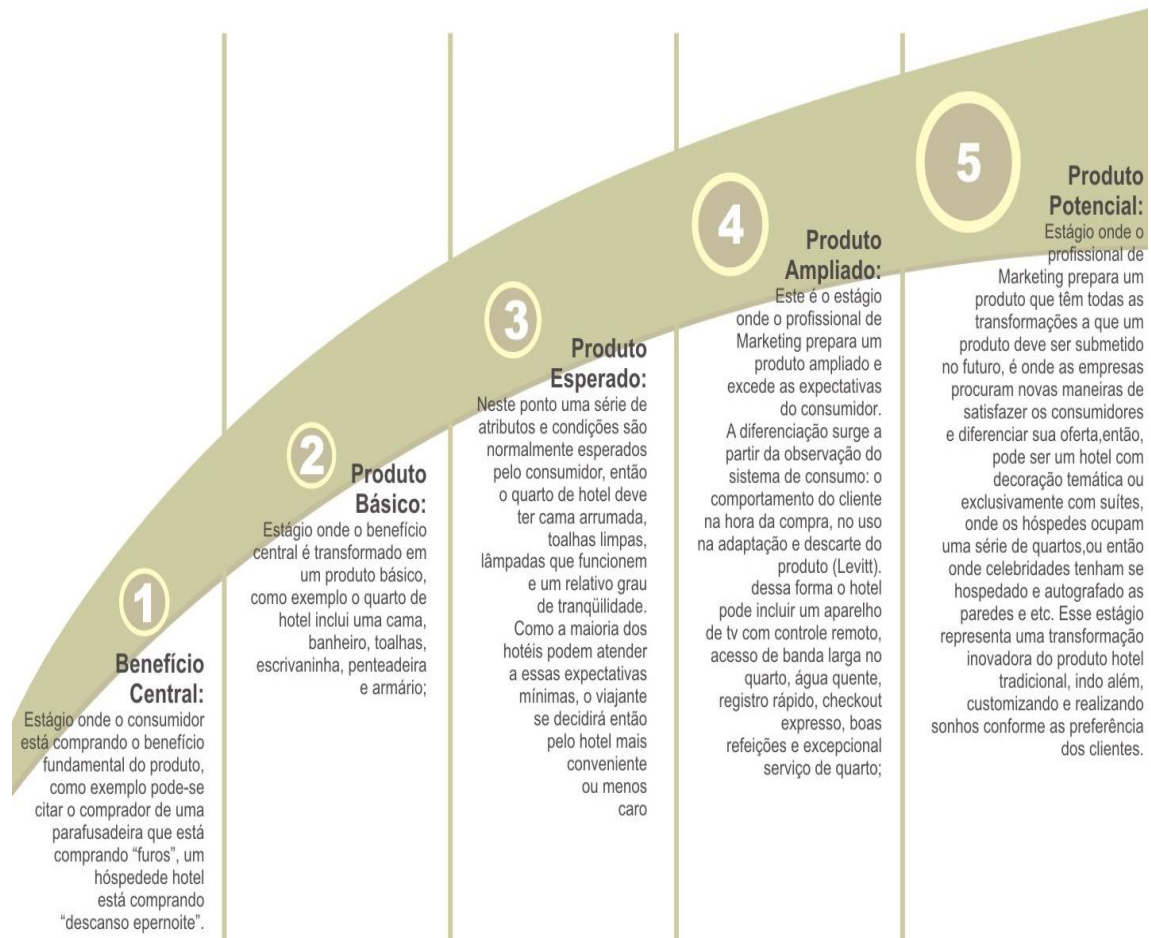 1
Benefício
Central:
Estágio onde o consumidor
está comprando o benefício
fundamental do produto,
como exemplo pode-se
citar o comprador de uma
parafusadeira que está
comprando “furos”, um
hóspedede hotel
está comprando
“descanso epernoite”.
2
Produto
Básico:
Estágio onde o benefício
central é transformado em
um produto básico,
como exemplo o quarto de
hotel inclui uma cama,
banheiro, toalhas,
escrivaninha, penteadeira
e armário;
3
Produto
Esperado:
Neste ponto uma série de
atributos e condições são
normalmente esperados
pelo consumidor, então
o quarto de hotel deve
ter cama arrumada,
toalhas limpas,
lâmpadas que funcionem
e um relativo grau
de tranqüilidade.
Como a maioria dos
hotéis podem atender
a essas expectativas
mínimas, o viajante
se decidirá então
pelo hotel mais
conveniente
ou menos
caro
4
Produto
Ampliado:
Este é o estágio
onde o profissional de
Marketing prepara um
produto ampliado e
excede as expectativas
do consumidor.
A diferenciação surge a
partir da observação do
sistema de consumo: o
comportamento do cliente
na hora da compra, no uso
na adaptação e descarte do
produto (Levitt).
dessa forma o hotel
pode incluir um aparelho
de tv com controle remoto,
acesso de banda larga no
quarto, água quente,
registro rápido, checkout
expresso, boas
refeições e excepcional
serviço de quarto;
5
Produto
Potencial:
Estágio onde o
profissional de
Marketing prepara um
produto que têm todas as
transformações a que um
produto deve ser submetido
no futuro, é onde as empresas
procuram novas maneiras de
satisfazer os consumidores
e diferenciar sua oferta,então,
pode ser um hotel com
decoração temática ou
exclusivamente com suítes,
onde os hóspedes ocupam
uma série de quartos,ou então
onde celebridades tenham se
hospedado e autografado as
paredes e etc. Esse estágio
representa uma transformação
inovadora do produto hotel
tradicional, indo além,
customizando e realizando
sonhos conforme as preferência
dos clientes.